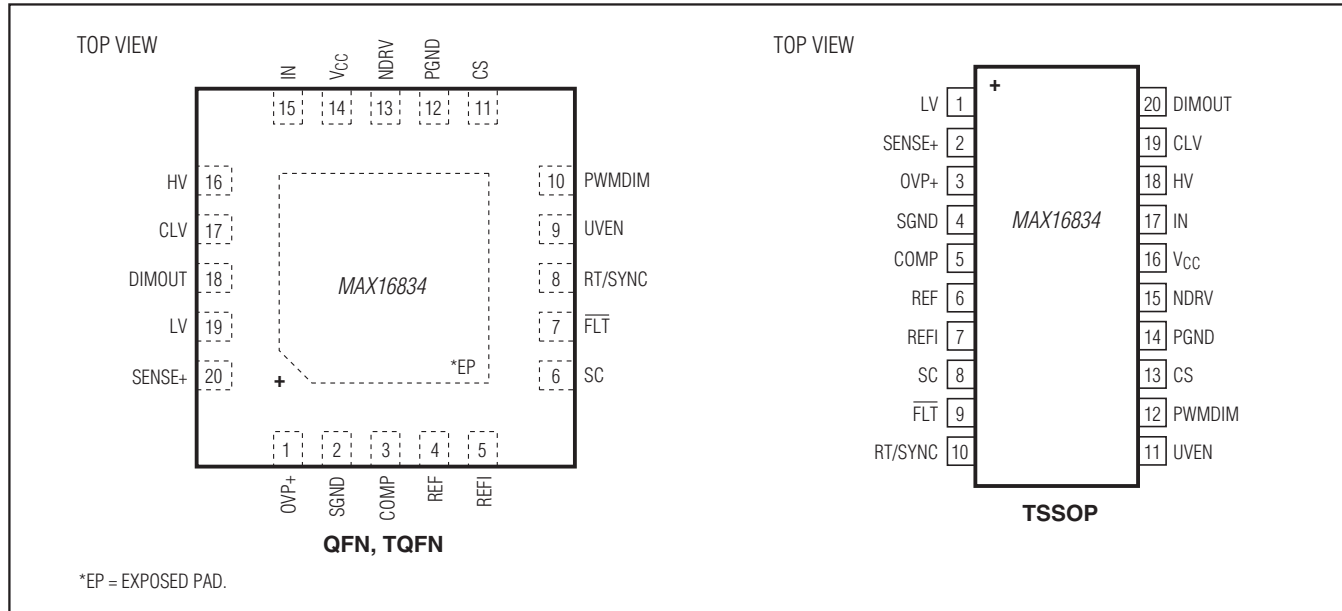 TOP VIEW
IN
VCC
NDRV
PGND
CS
15
14
13
12
11
HV 16
CLV 17
DIMOUT 18
LV 19
SENSE+ 20
10 PWMDIM
9 UVEN
8 RT/SYNC
7 FLT
6 SC
MAX16834
*EP
+
1
2
3
4
5
OVP+
SGND
COMP
REF
REFI
QFN, TQFN
*EP = EXPOSED PAD.
TOP VIEW
+
LV 1
SENSE+ 2
OVP+ 3
SGND 4
COMP 5
REF 6
REFI 7
SC 8
FLT 9
RT/SYNC 10
MAX16834
20 DIMOUT
19 CLV
18 HV
17 IN
16 VCC
15 NDRV
14 PGND
13 CS
12 PWMDIM
11 UVEN
TSSOP